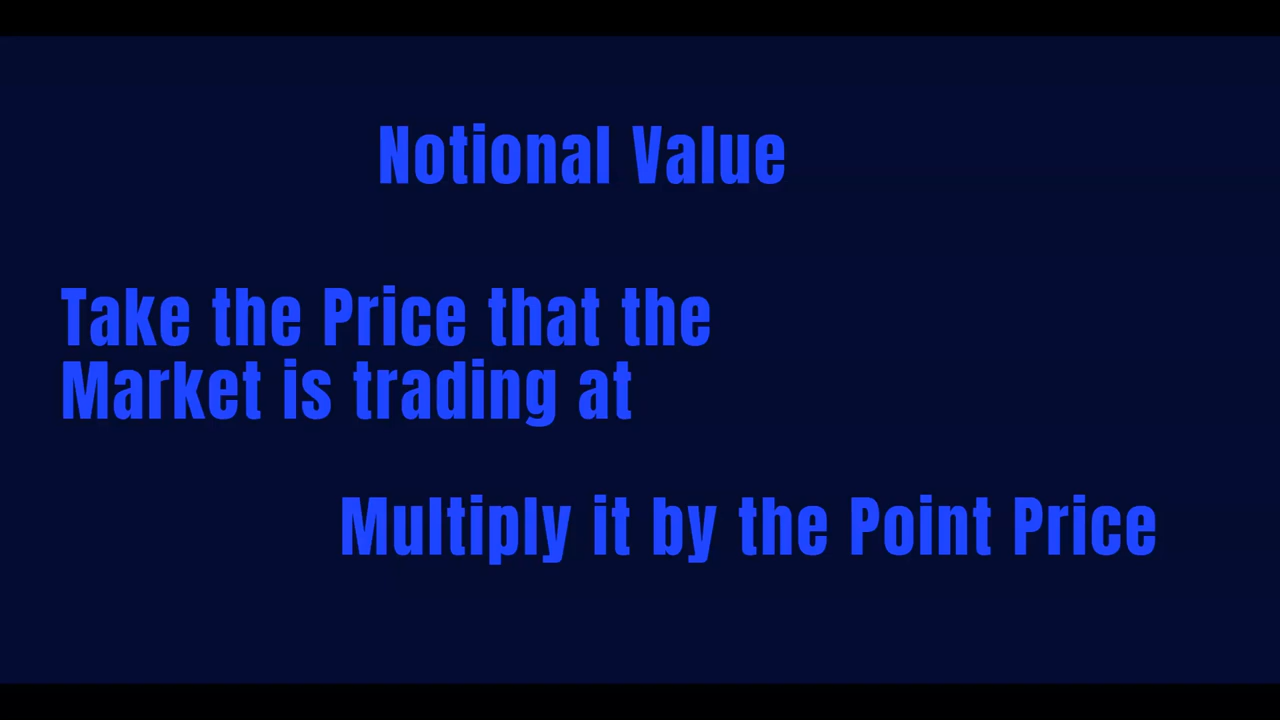 Notional Value
Take the Price that the
Market is trading at
Multiply it by the Point Price